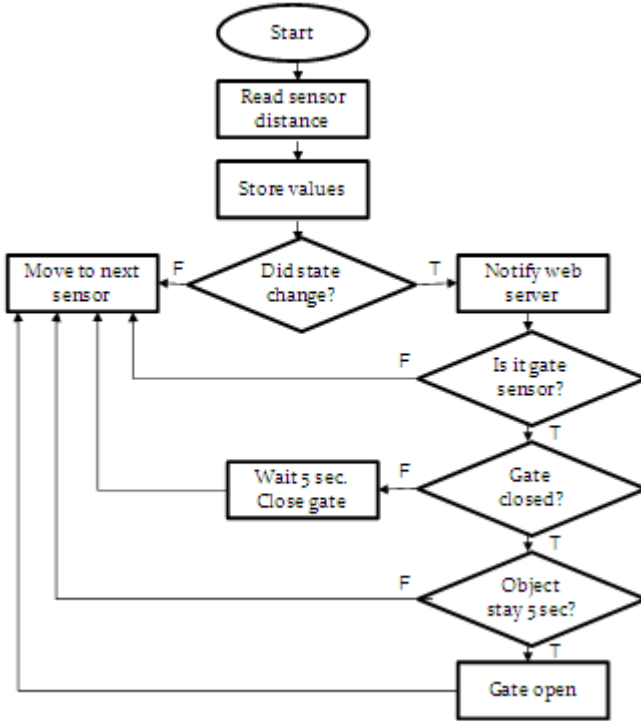 Start
Read sensor
distance
Store values
Did state
change?
F
T
Move to next
sensor
Notify web
server
Is it gate
sensor?
F
T
Gate
closed?
F
T
Wait 5 sec.
Close gate
Object
stay 5 sec?
F
T
Gate open